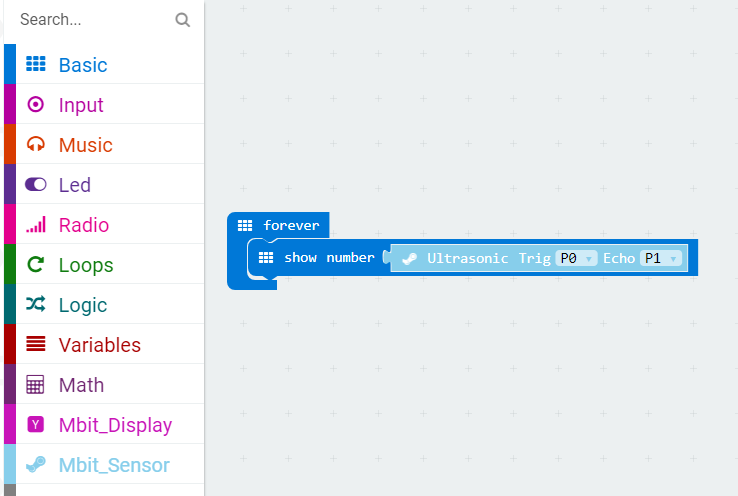 Search...
Basic
Input
Music
Led
Radio
Loops
Logic
Variables
Math
Y Mbit_Display
Mbit_Sensor
forever
show number Ultrasonic Trig P0 Echo P1